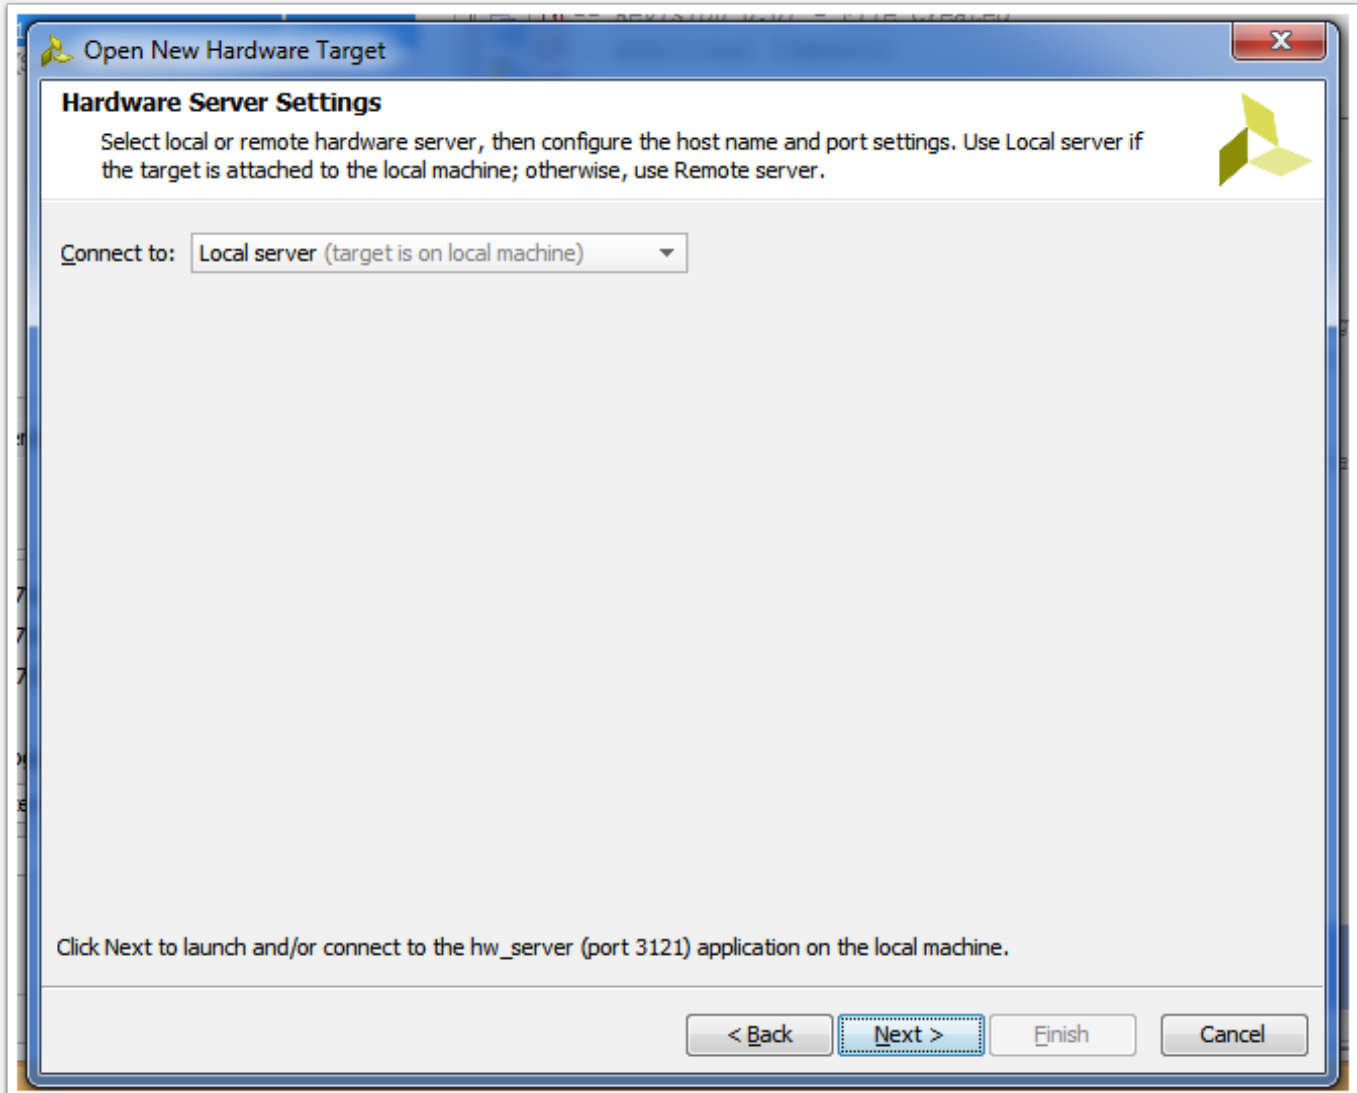 Open New Hardware Target
Hardware Server Settings
Select local or remote hardware server, then configure the host name and port settings. Use Local server if
the target is attached to the local machine; otherwise, use Remote server.
Connect to: Local server (target is on local machine)
Click Next to launch and/or connect to the hw_server (port 3121) application on the local machine.
< Back Next > Finish Cancel